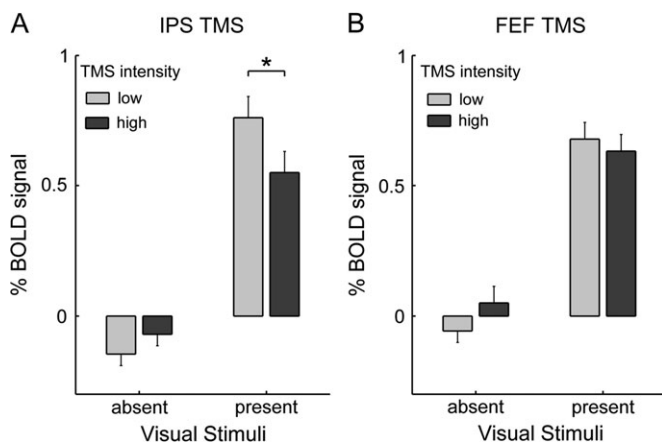 A
IPS TMS
1
TMS intensity
low
high
*
0.5
% BOLD signal
0
absent present
Visual Stimuli
B
FEF TMS
1
TMS intensity
low
high
0.5
% BOLD signal
0
absent present
Visual Stimuli